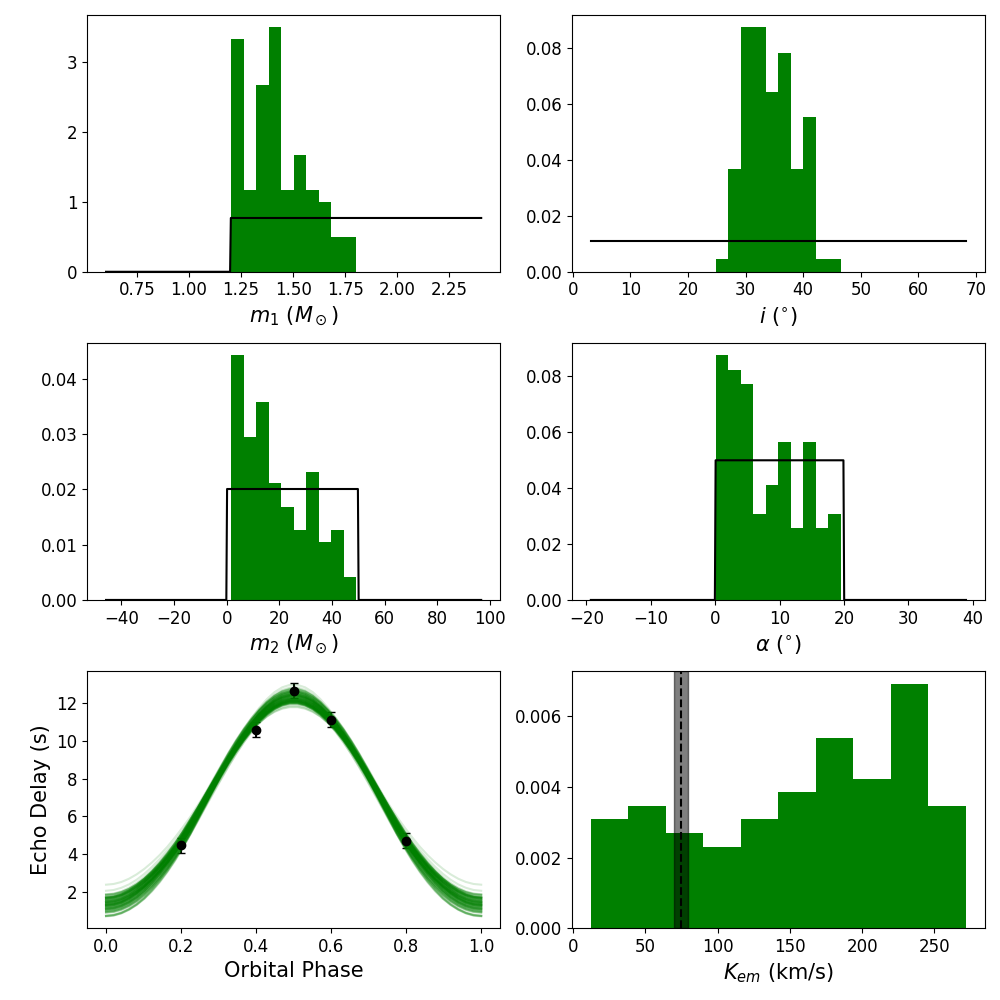 3
2
1
0
0.75 1.00 1.25 1.50 1.75 2.00 2.25
m₁ (M⊙)
0.08
0.06
0.04
0.02
0.00
0 10 20 30 40 50 60 70
i (°)
0.04
0.03
0.02
0.01
0.00
−40 −20 0 20 40 60 80 100
m₂ (M⊙)
0.08
0.06
0.04
0.02
0.00
−20 −10 0 10 20 30 40
α (°)
Echo Delay (s)
12
10
8
6
4
2
0.0 0.2 0.4 0.6 0.8 1.0
Orbital Phase
0.006
0.004
0.002
0.000
0 50 100 150 200 250
K_em (km/s)